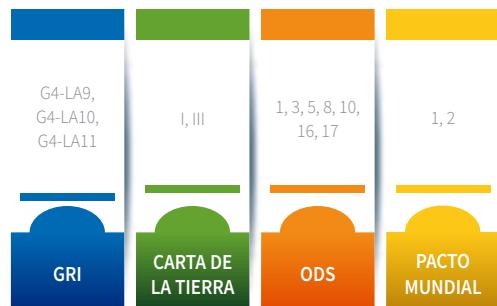 G4-LA9,
G4-LA10,
G4-LA11
GRI
I, III
CARTA DE
LA TIERRA
1, 3, 5, 8, 10,
16, 17
ODS
1, 2
PACTO
MUNDIAL